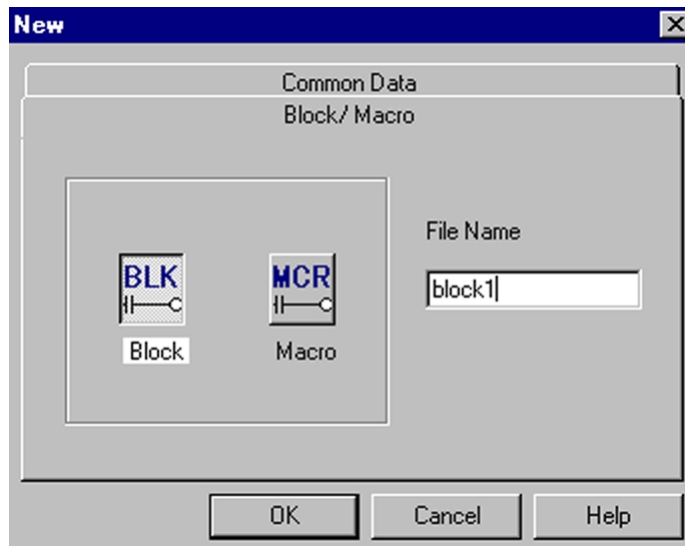 New
Common Data
Block/ Macro
File Name
BLK
MCR
block1
Block
Macro
OK
Cancel
Help